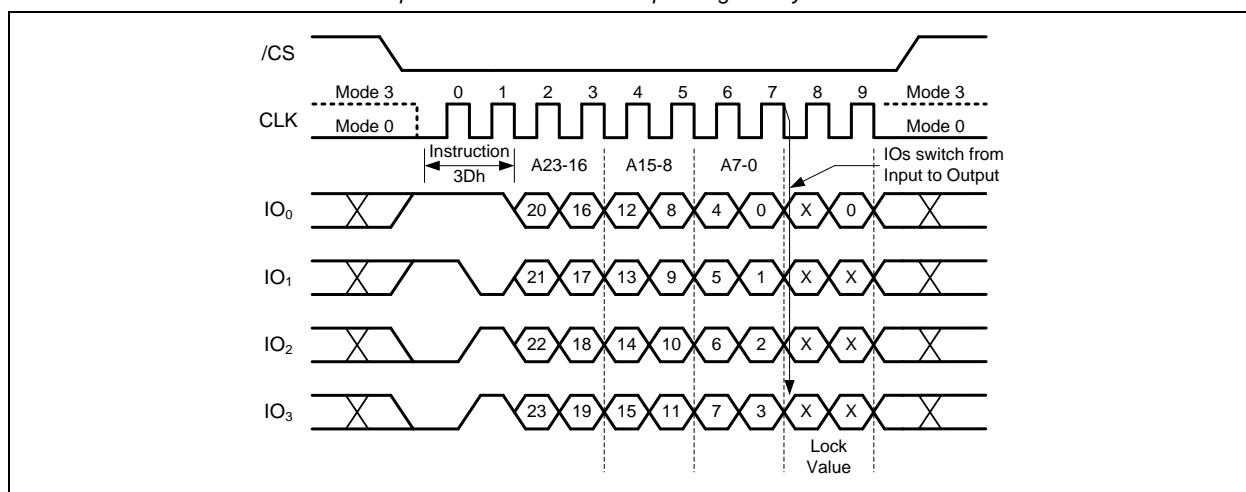 /CS
Mode 3 0 1 2 3 4 5 6 7 8 9 Mode 3
CLK
Mode 0 Mode 0
Instruction A23-16 A15-8 A7-0 IOs switch from
3Dh Input to Output
IO₀ 20 16 12 8 4 0 X 0
IO₁ 21 17 13 9 5 1 X X
IO₂ 22 18 14 10 6 2 X X
IO₃ 23 19 15 11 7 3 X X
Lock
Value